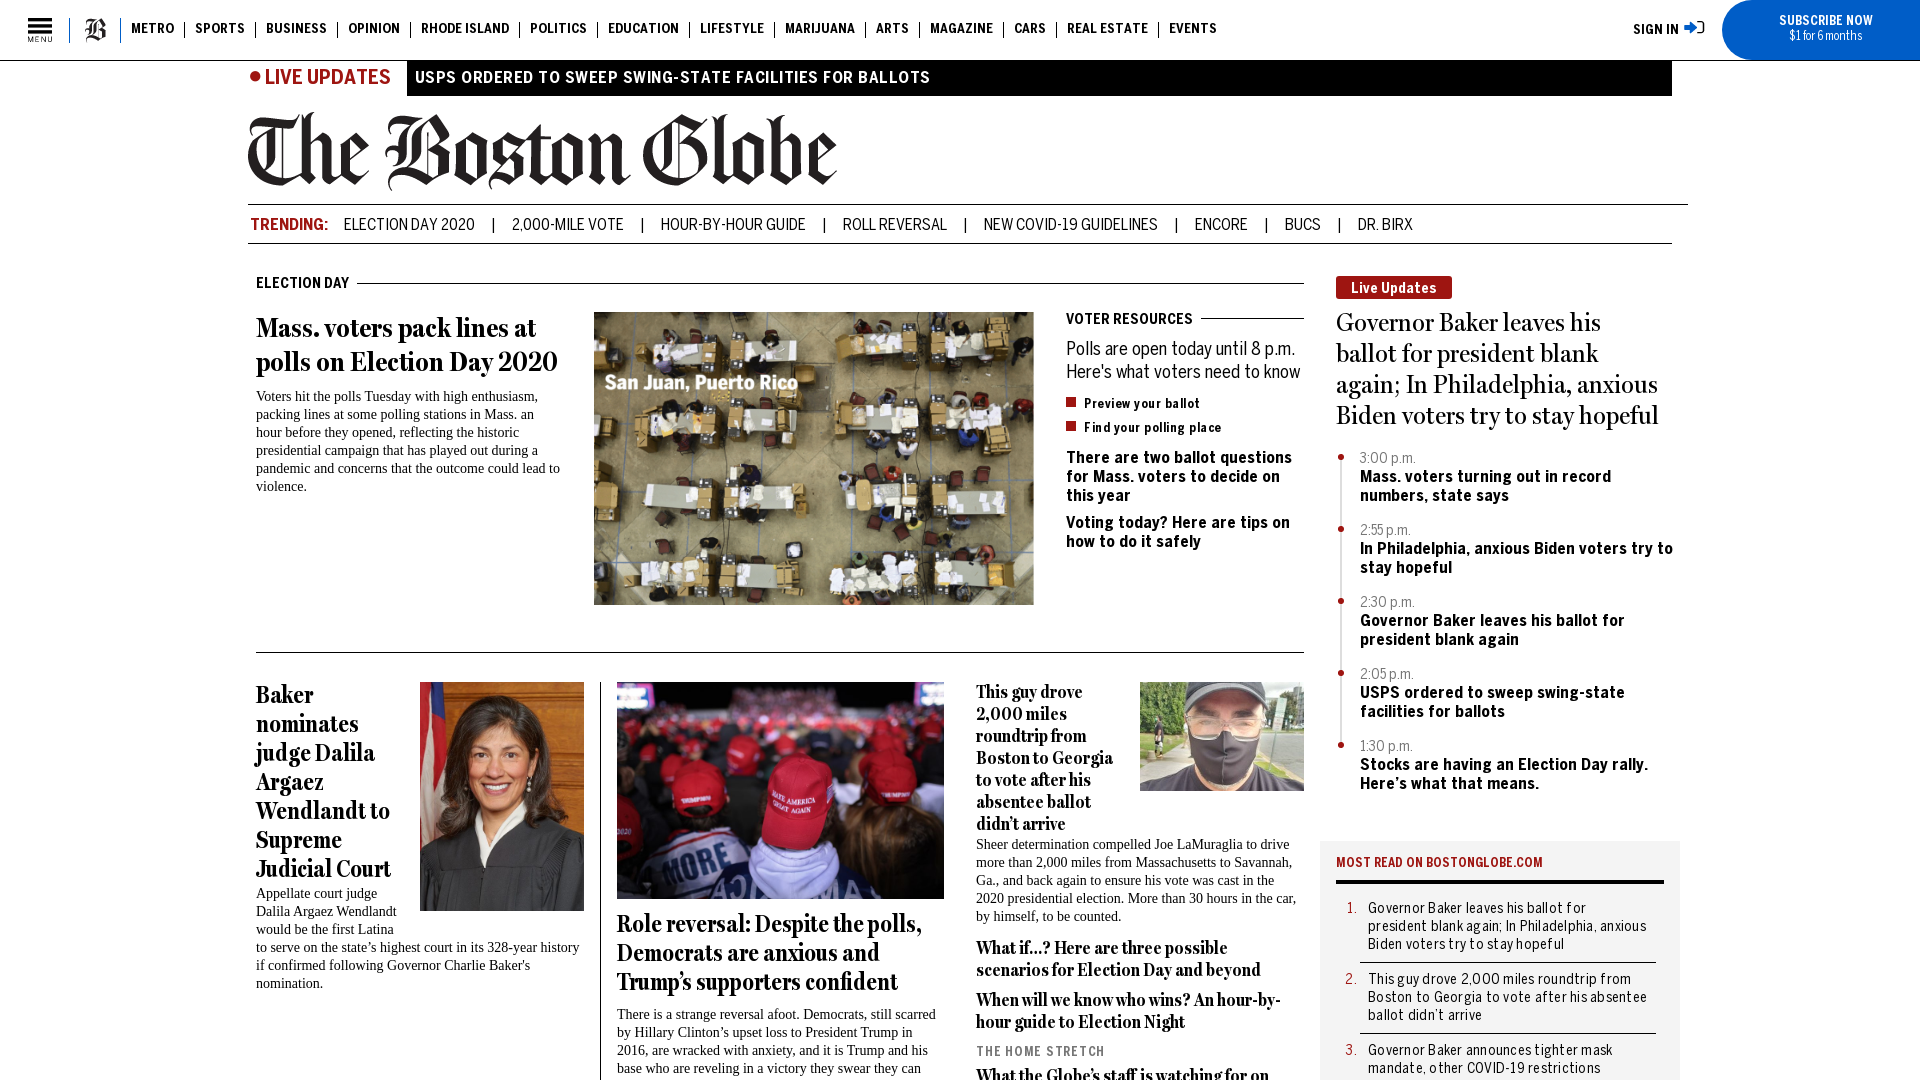 MENU
B
METRO
SPORTS
BUSINESS
OPINION
RHODE ISLAND
POLITICS
EDUCATION
LIFESTYLE
MARIJUANA
ARTS
MAGAZINE
CARS
REAL ESTATE
EVENTS
SIGN IN
SUBSCRIBE NOW
$1 for 6 months
LIVE UPDATES
USPS ORDERED TO SWEEP SWING-STATE FACILITIES FOR BALLOTS
The Boston Globe
TRENDING: ELECTION DAY 2020 | 2,000-MILE VOTE | HOUR-BY-HOUR GUIDE | ROLL REVERSAL | NEW COVID-19 GUIDELINES | ENCORE | BUCS | DR. BIRX
ELECTION DAY
Mass. voters pack lines at
polls on Election Day 2020
Voters hit the polls Tuesday with high enthusiasm,
packing lines at some polling stations in Mass. an
hour before they opened, reflecting the historic
presidential campaign that has played out during a
pandemic and concerns that the outcome could lead to
violence.
San Juan, Puerto Rico
VOTER RESOURCES
Polls are open today until 8 p.m.
Here's what voters need to know
Preview your ballot
Find your polling place
There are two ballot questions
for Mass. voters to decide on
this year
Voting today? Here are tips on
how to do it safely
Live Updates
Governor Baker leaves his
ballot for president blank
again; In Philadelphia, anxious
Biden voters try to stay hopeful
3:00 p.m.
Mass. voters turning out in record
numbers, state says
2:55 p.m.
In Philadelphia, anxious Biden voters try to
stay hopeful
2:30 p.m.
Governor Baker leaves his ballot for
president blank again
2:05 p.m.
USPS ordered to sweep swing-state
facilities for ballots
1:30 p.m.
Stocks are having an Election Day rally.
Here’s what that means.
Baker
nominates
judge Dalila
Argaez
Wendlandt to
Supreme
Judicial Court
Appellate court judge
Dalila Argaez Wendlandt
would be the first Latina
to serve on the state’s highest court in its 328-year history
if confirmed following Governor Charlie Baker's
nomination.
MAKE AMERICA
GREAT AGAIN
MORE
Role reversal: Despite the polls,
Democrats are anxious and
Trump’s supporters confident
There is a strange reversal afoot. Democrats, still scarred
by Hillary Clinton’s upset loss to President Trump in
2016, are wracked with anxiety, and it is Trump and his
base who are reveling in a victory they swear they can
This guy drove
2,000 miles
roundtrip from
Boston to Georgia
to vote after his
absentee ballot
didn’t arrive
Sheer determination compelled Joe LaMuraglia to drive
more than 2,000 miles from Massachusetts to Savannah,
Ga., and back again to ensure his vote was cast in the
2020 presidential election. More than 30 hours in the car,
by himself, to be counted.
What if...? Here are three possible
scenarios for Election Day and beyond
When will we know who wins? An hour-by-
hour guide to Election Night
THE HOME STRETCH
What the Globe’s staff is watching for on
MOST READ ON BOSTONGLOBE.COM
1. Governor Baker leaves his ballot for
president blank again; In Philadelphia, anxious
Biden voters try to stay hopeful
2. This guy drove 2,000 miles roundtrip from
Boston to Georgia to vote after his absentee
ballot didn’t arrive
3. Governor Baker announces tighter mask
mandate, other COVID-19 restrictions